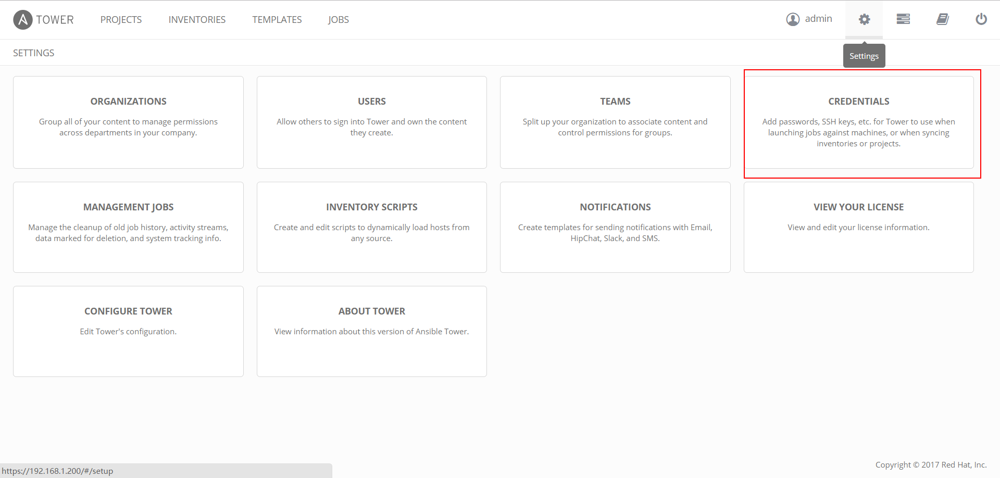 TOWER PROJECTS INVENTORIES TEMPLATES JOBS admin
SETTINGS
Settings
ORGANIZATIONS
Group all of your content to manage permissions
across departments in your company.
USERS
Allow others to sign into Tower and own the content
they create.
TEAMS
Split up your organization to associate content and
control permissions for groups.
CREDENTIALS
Add passwords, SSH keys, etc. for Tower to use when
launching jobs against machines, or when syncing
inventories or projects.
MANAGEMENT JOBS
Manage the cleanup of old job history, activity streams,
data marked for deletion, and system tracking info.
INVENTORY SCRIPTS
Create and edit scripts to dynamically load hosts from
any source.
NOTIFICATIONS
Create templates for sending notifications with Email,
HipChat, Slack, and SMS.
VIEW YOUR LICENSE
View and edit your license information.
CONFIGURE TOWER
Edit Tower's configuration.
ABOUT TOWER
View information about this version of Ansible Tower.
Copyright © 2017 Red Hat, Inc.
https://192.168.1.200/#/setup